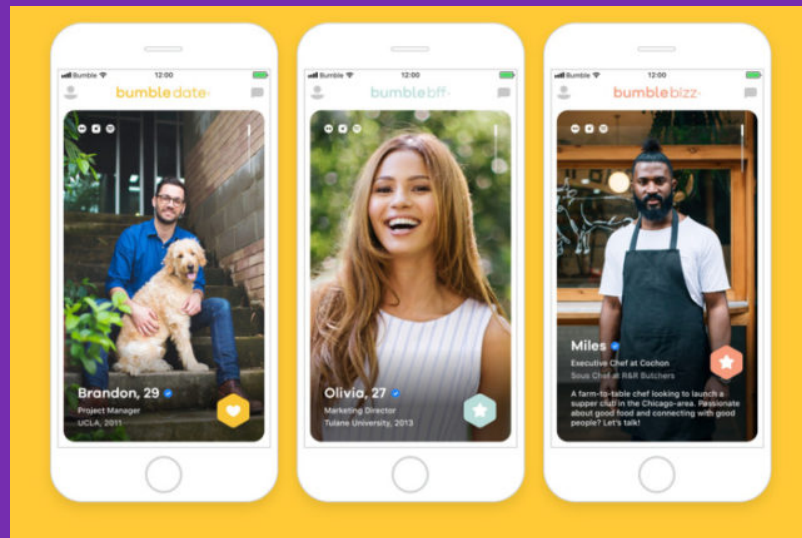 Bumble 12:00
bumble date
Brandon, 29
Project Manager
UCLA, 2011
Bumble 12:00
bumble bff
Olivia, 27
Marketing Director
Tulane University, 2013
Bumble 12:00
bumble bizz
Miles
Executive Chef at Cochon
Sous Chef at R&R Butchers
A farm-to-table chef looking to launch a
supper club in the Chicago-area. Passionate
about good food and connecting with good
people? Let's talk!